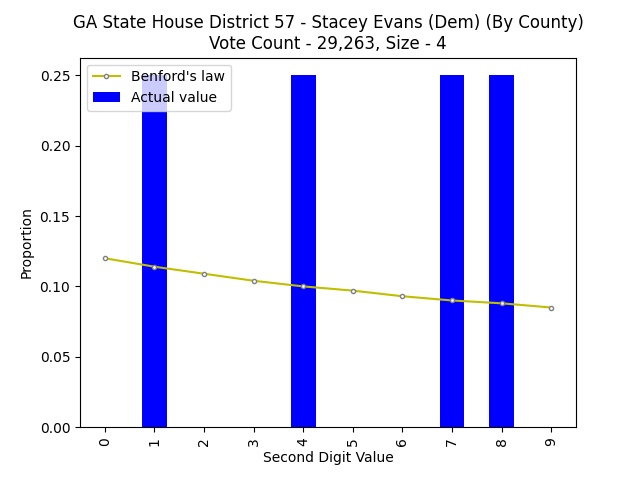 GA State House District 57 - Stacey Evans (Dem) (By County)
Vote Count - 29,263, Size - 4
Benford's law
Actual value
0.25
0.20
0.15
0.10
0.05
0.00
Proportion
0 1 2 3 4 5 6 7 8 9
Second Digit Value